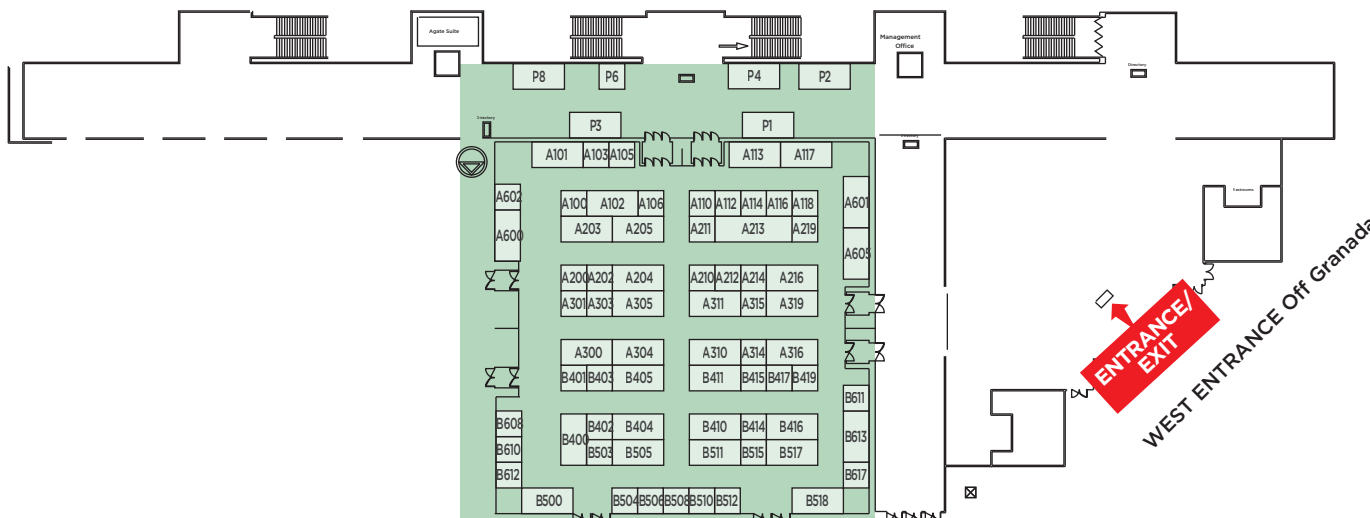 Agate Suite
Management
Office
P8
P6
P4
P2
Directory
Directory
P3
P1
A101
A103
A105
A113
A117
A602
A600
A100
A102
A106
A110
A112
A114
A116
A118
A601
A203
A205
A211
A213
A219
A605
A200
A202
A204
A210
A212
A214
A216
A301
A303
A305
A311
A315
A319
A300
A304
A310
A314
A316
B401
B403
B405
B411
B415
B417
B419
B611
B608
B400
B402
B404
B410
B414
B416
B613
B610
B503
B505
B511
B515
B517
B612
B617
B500
B504
B506
B508
B510
B512
B518
ENTRANCE/
EXIT
WEST ENTRANCE Off Granada